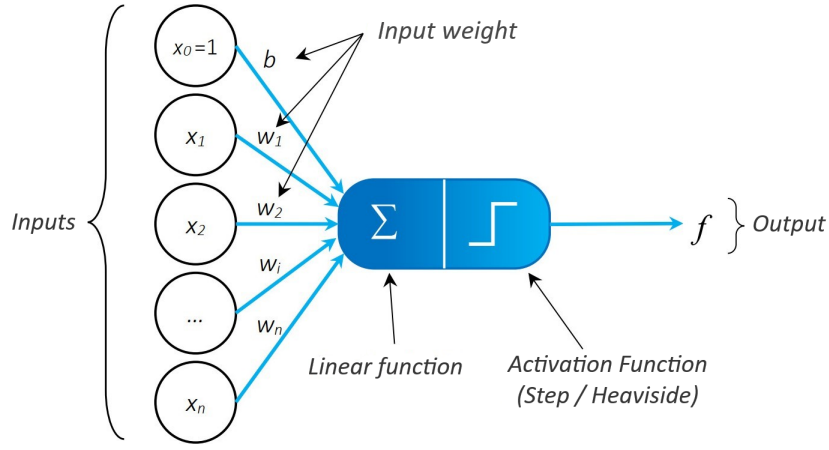 x₀=1
b
Input weight
x₁
w₁
x₂
w₂
Inputs
Σ
f
Output
...
wᵢ
wₙ
xₙ
Linear function
Activation Function
(Step / Heaviside)